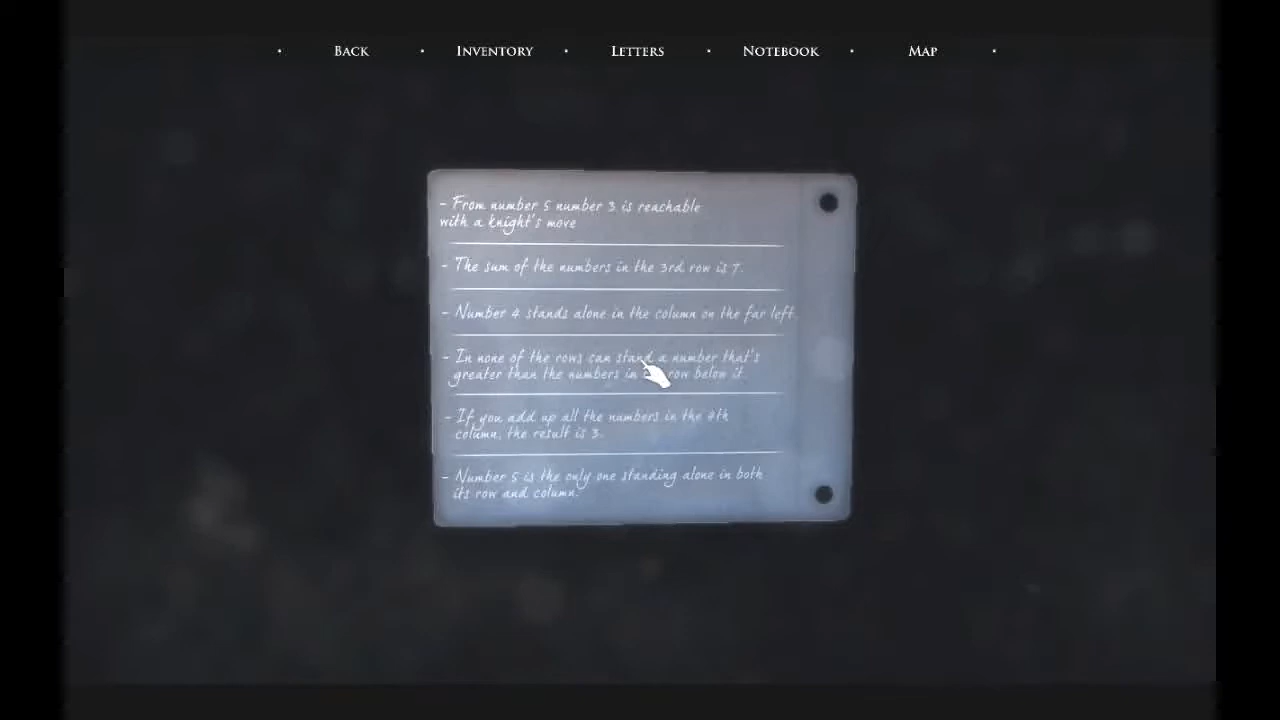 Back Inventory Letters Notebook Map
- From number 5 number 3 is reachable
with a knight's move
- The sum of the numbers in the 3rd row is 7.
- Number 4 stands alone in the column on the far left.
- In none of the rows can stand a number that's
greater than the numbers in row below it.
- If you add up all the numbers in the 4th
column, the result is 3.
- Number 5 is the only one standing alone in both
its row and column.